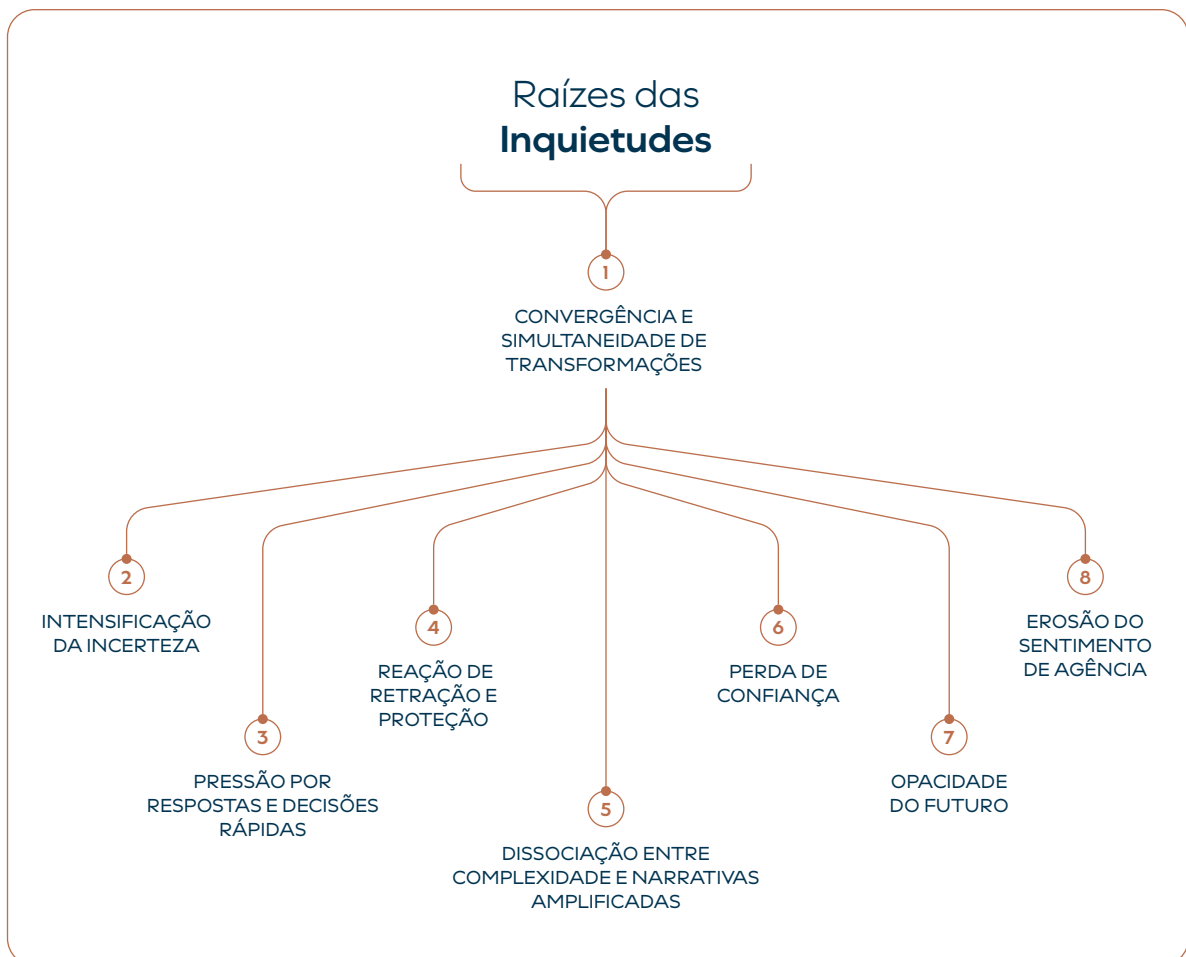 Raízes das
Inquietudes
1
CONVERGÊNCIA E
SIMULTANEIDADE DE
TRANSFORMAÇÕES
2
INTENSIFICAÇÃO
DA INCERTEZA
3
PRESSÃO POR
RESPOSTAS E DECISÕES
RÁPIDAS
4
REAÇÃO DE
RETRAÇÃO E
PROTEÇÃO
5
DISSOCIAÇÃO ENTRE
COMPLEXIDADE E NARRATIVAS
AMPLIFICADAS
6
PERDA DE
CONFIANÇA
7
OPACIDADE
DO FUTURO
8
EROSÃO DO
SENTIMENTO
DE AGÊNCIA